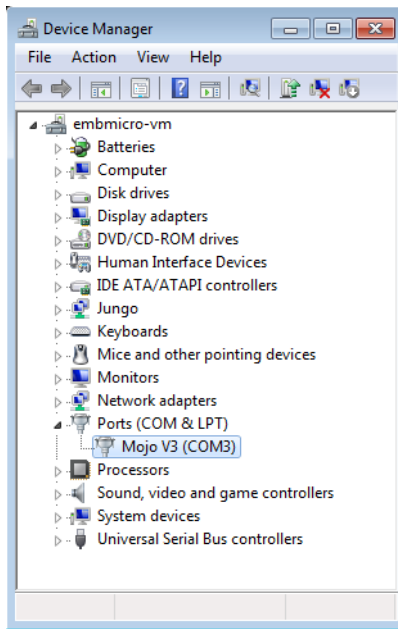 Device Manager
File Action View Help
embmicro-vm
Batteries
Computer
Disk drives
Display adapters
DVD/CD-ROM drives
Human Interface Devices
IDE ATA/ATAPI controllers
Jungo
Keyboards
Mice and other pointing devices
Monitors
Network adapters
Ports (COM & LPT)
Mojo V3 (COM3)
Processors
Sound, video and game controllers
System devices
Universal Serial Bus controllers